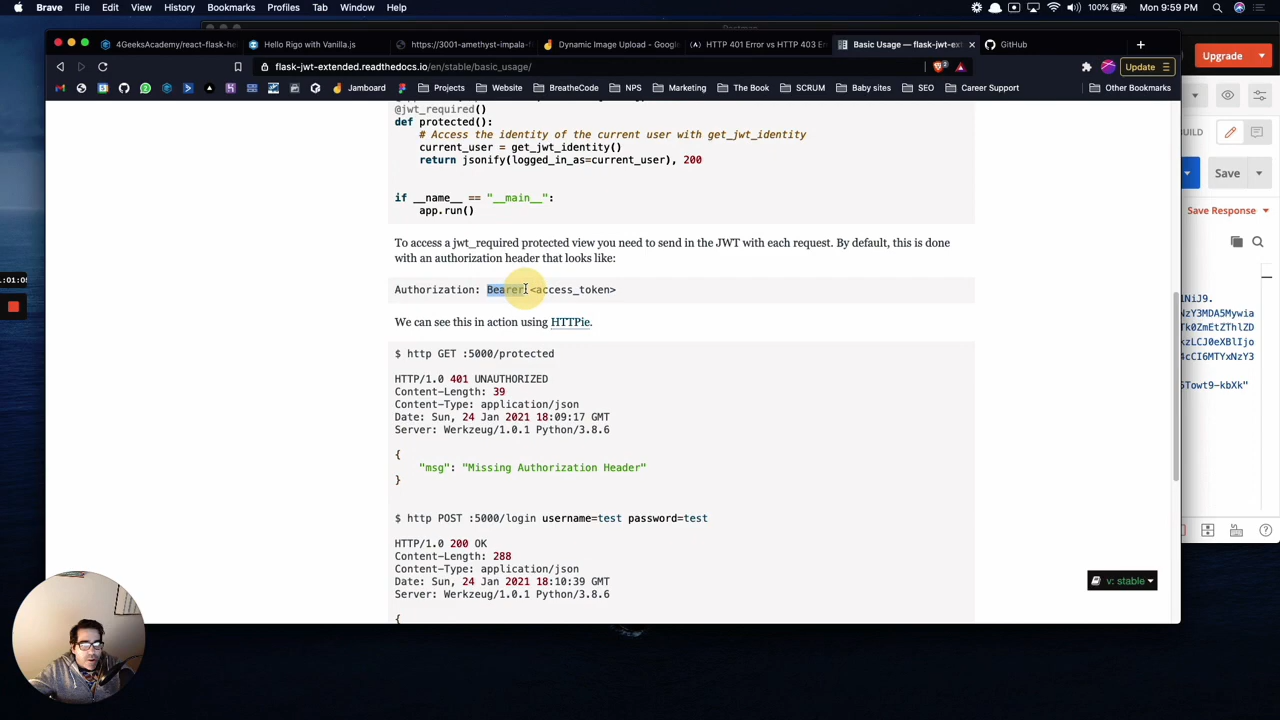 Brave File Edit View History Bookmarks Profiles Tab Window Help
100% Mon 9:59 PM
Postman
4GeeksAcademy/react-flask-he
Hello Rigo with Vanilla.js
https://3001-amethyst-impala-f
Dynamic Image Upload - Google
HTTP 401 Error vs HTTP 403 E
Basic Usage — flask-jwt-ext
GitHub
flask-jwt-extended.readthedocs.io/en/stable/basic_usage/
2
Update
Upgrade
Jamboard
Projects
Website
BreatheCode
NPS
Marketing
The Book
SCRUM
Baby sites
SEO
Career Support
Other Bookmarks
@jwt_required()
def protected():
# Access the identity of the current user with get_jwt_identity
current_user = get_jwt_identity()
return jsonify(logged_in_as=current_user), 200
if __name__ == "__main__":
app.run()
To access a jwt_required protected view you need to send in the JWT with each request. By default, this is done
with an authorization header that looks like:
Authorization: Bearer <access_token>
We can see this in action using HTTPie.
$ http GET :5000/protected
HTTP/1.0 401 UNAUTHORIZED
Content-Length: 39
Content-Type: application/json
Date: Sun, 24 Jan 2021 18:09:17 GMT
Server: Werkzeug/1.0.1 Python/3.8.6
{
"msg": "Missing Authorization Header"
}
$ http POST :5000/login username=test password=test
HTTP/1.0 200 OK
Content-Length: 288
Content-Type: application/json
Date: Sun, 24 Jan 2021 18:10:39 GMT
Server: Werkzeug/1.0.1 Python/3.8.6
{
v: stable
BUILD
Save
Save Response
1:01:0